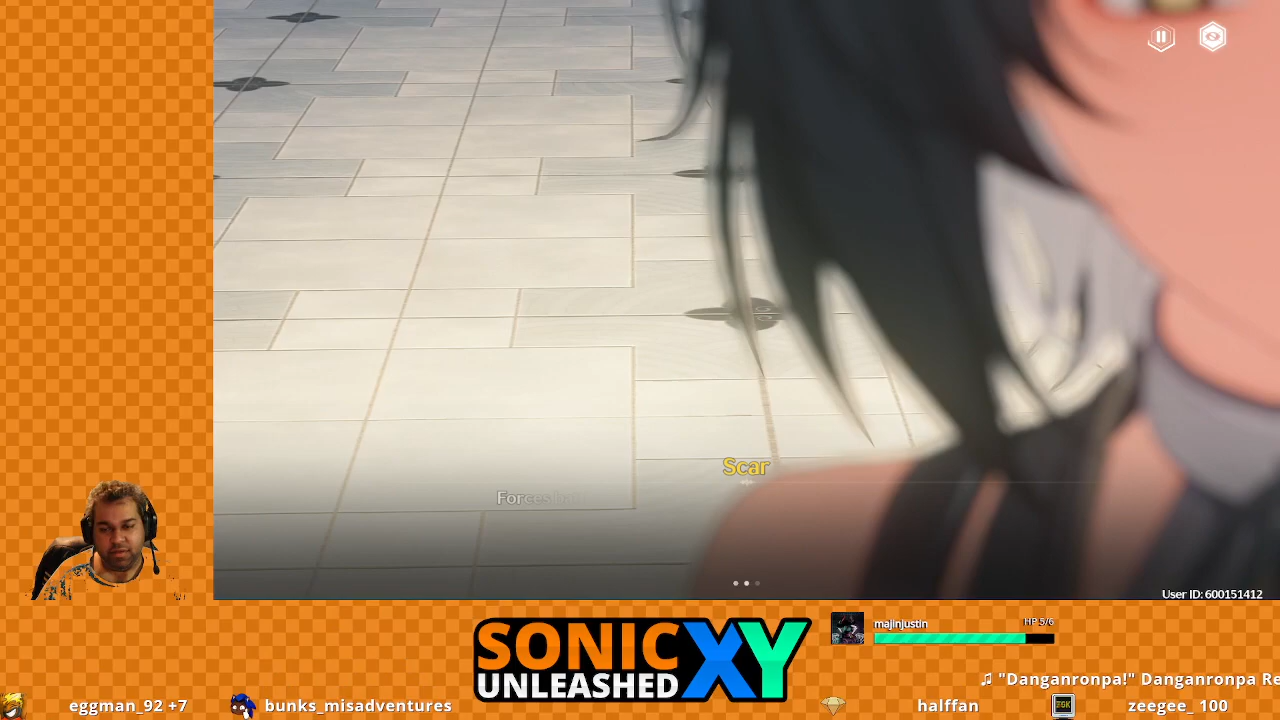 Scar
User ID: 600151412
SONIC XY
UNLEASHED
majinjustin
HP 5/6
♫ "Danganronpa!" Danganronpa Re
eggman_92 +7
bunks_misadventures
halffan
zeegee_ 100